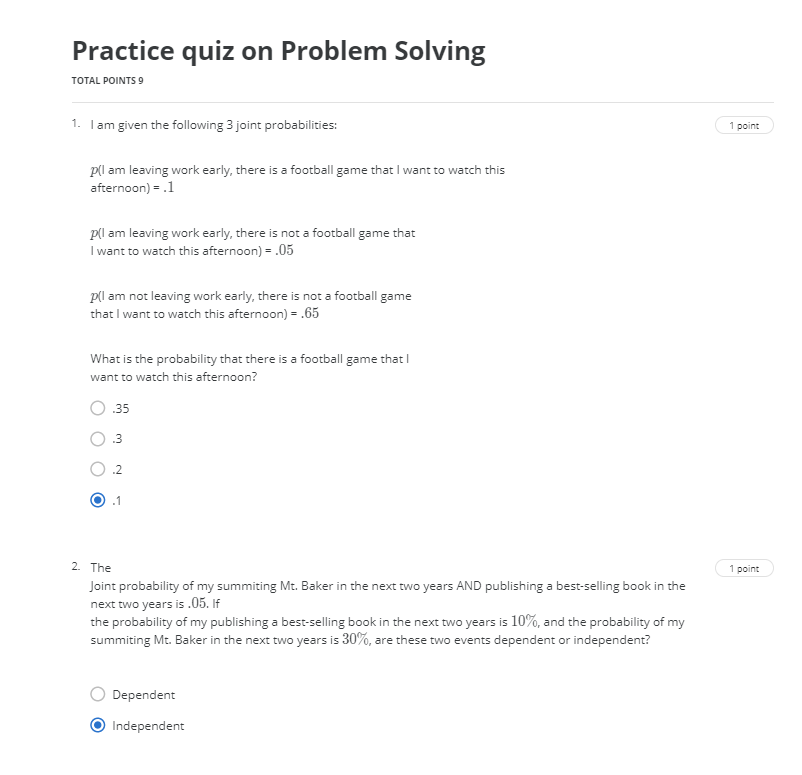 Practice quiz on Problem Solving
TOTAL POINTS 9
1. I am given the following 3 joint probabilities:
1 point
p(I am leaving work early, there is a football game that I want to watch this
afternoon) = .1
p(I am leaving work early, there is not a football game that
I want to watch this afternoon) = .05
p(I am not leaving work early, there is not a football game
that I want to watch this afternoon) = .65
What is the probability that there is a football game that I
want to watch this afternoon?
.35
.3
.2
.1
2. The
1 point
Joint probability of my summiting Mt. Baker in the next two years AND publishing a best-selling book in the
next two years is .05. If
the probability of my publishing a best-selling book in the next two years is 10%, and the probability of my
summiting Mt. Baker in the next two years is 30%, are these two events dependent or independent?
Dependent
Independent